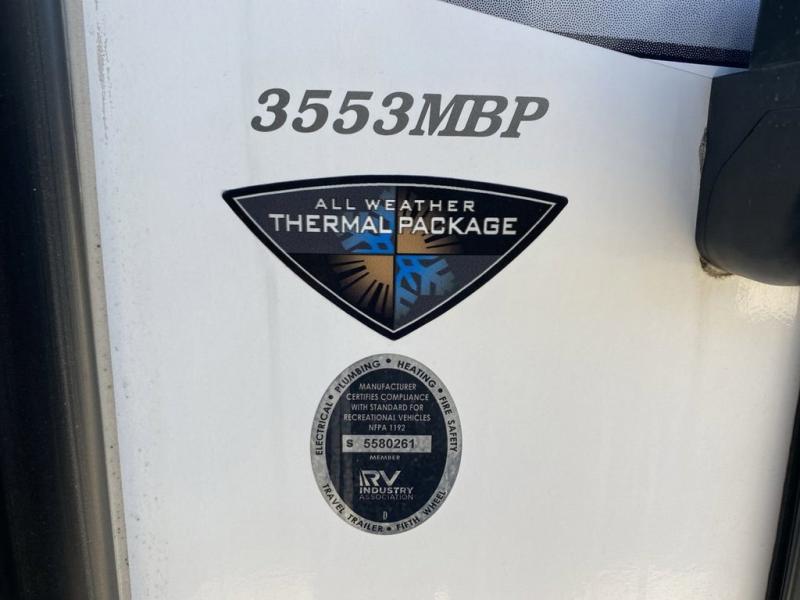 3553MBP
ALL WEATHER
THERMAL PACKAGE
ELECTRICAL • PLUMBING • HEATING • FIRE SAFETY
MANUFACTURER
CERTIFIES COMPLIANCE
WITH STANDARD FOR
RECREATIONAL VEHICLES
NFPA 1192
S 5580261
MEMBER
RV
INDUSTRY
ASSOCIATION
D
TRAVEL TRAILER • FIFTH WHEEL